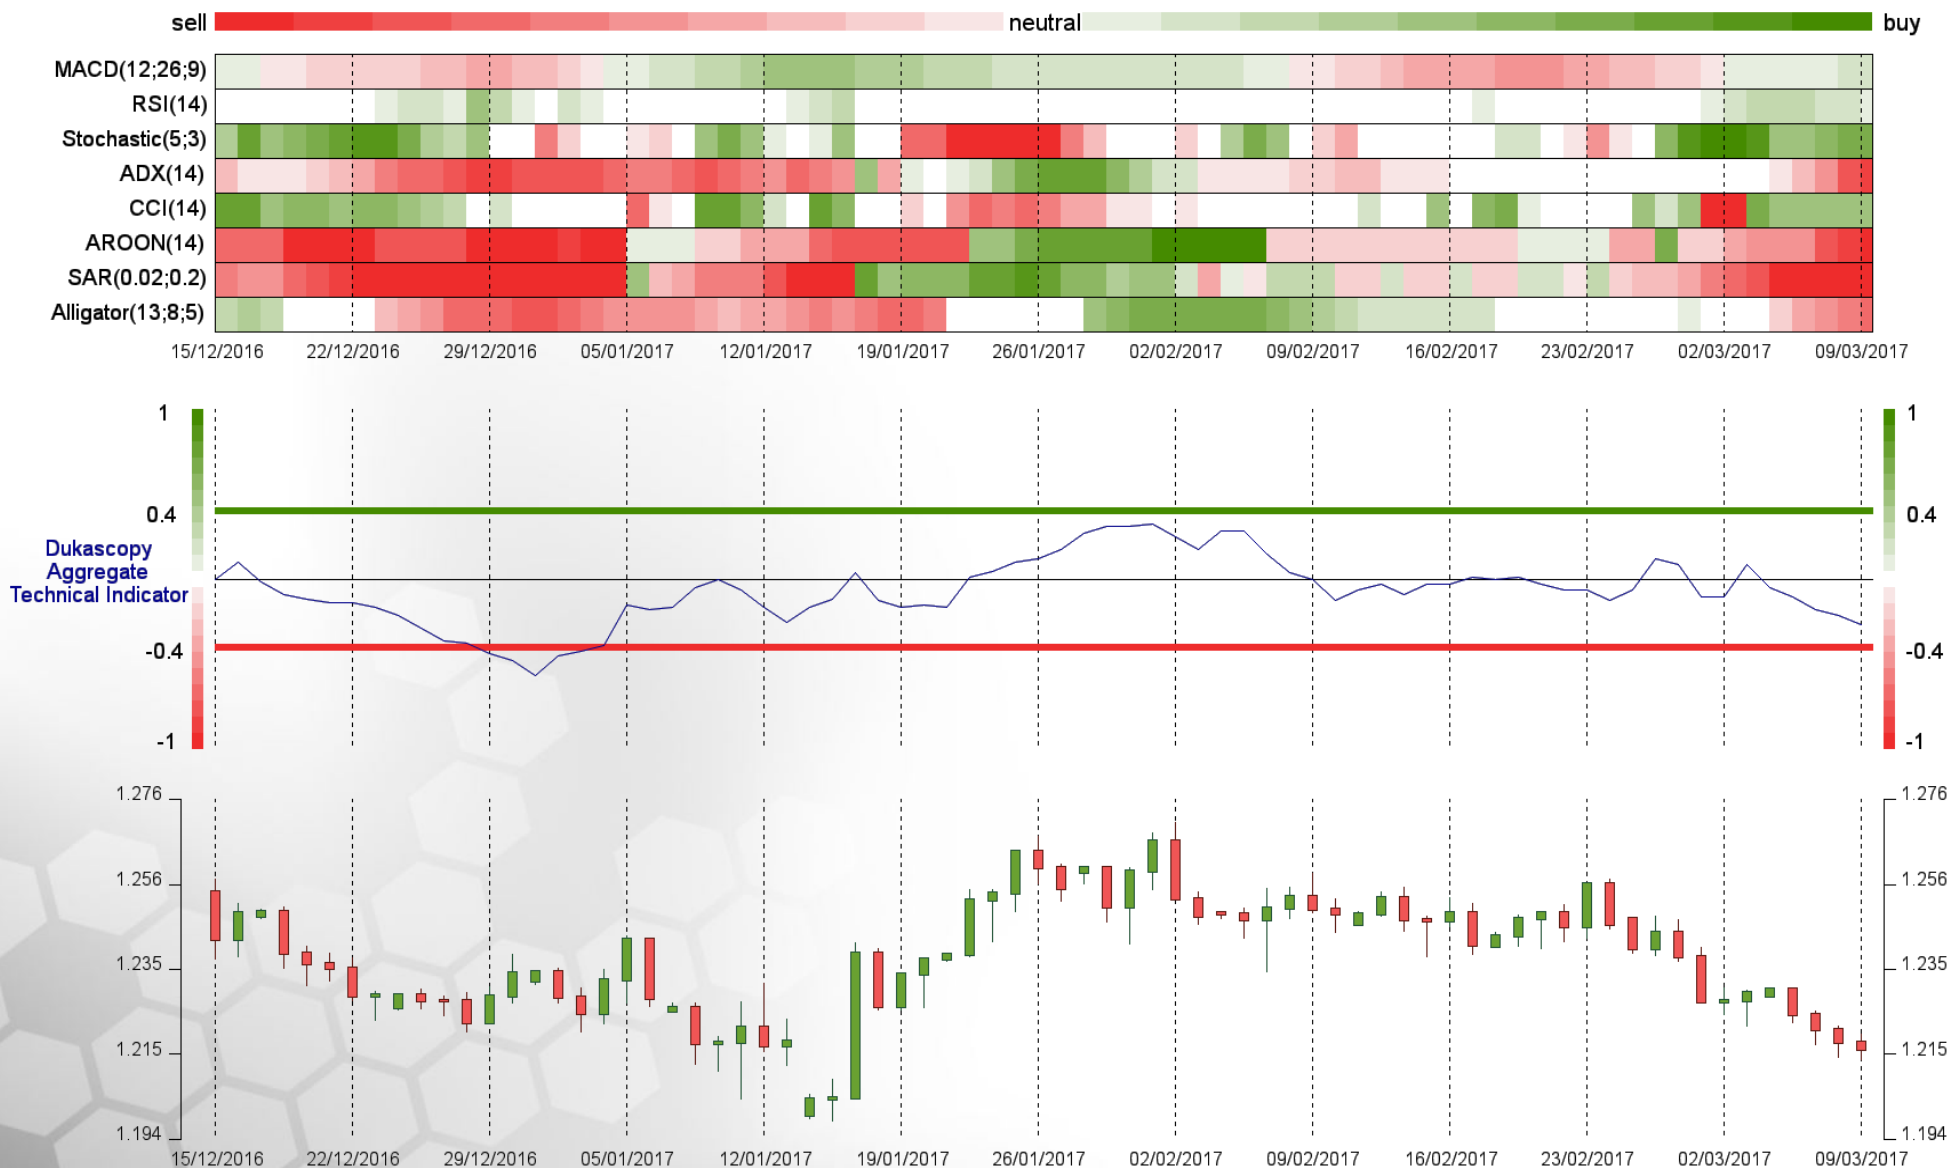 sell neutral buy
MACD(12;26;9)
RSI(14)
Stochastic(5;3)
ADX(14)
CCI(14)
AROON(14)
SAR(0.02;0.2)
Alligator(13;8;5)
15/12/2016 22/12/2016 29/12/2016 05/01/2017 12/01/2017 19/01/2017 26/01/2017 02/02/2017 09/02/2017 16/02/2017 23/02/2017 02/03/2017 09/03/2017
1 1
0.4 0.4
Dukascopy
Aggregate
Technical Indicator
-0.4 -0.4
-1 -1
1.276 1.276
1.256 1.256
1.235 1.235
1.215 1.215
1.194 1.194
15/12/2016 22/12/2016 29/12/2016 05/01/2017 12/01/2017 19/01/2017 26/01/2017 02/02/2017 09/02/2017 16/02/2017 23/02/2017 02/03/2017 09/03/2017